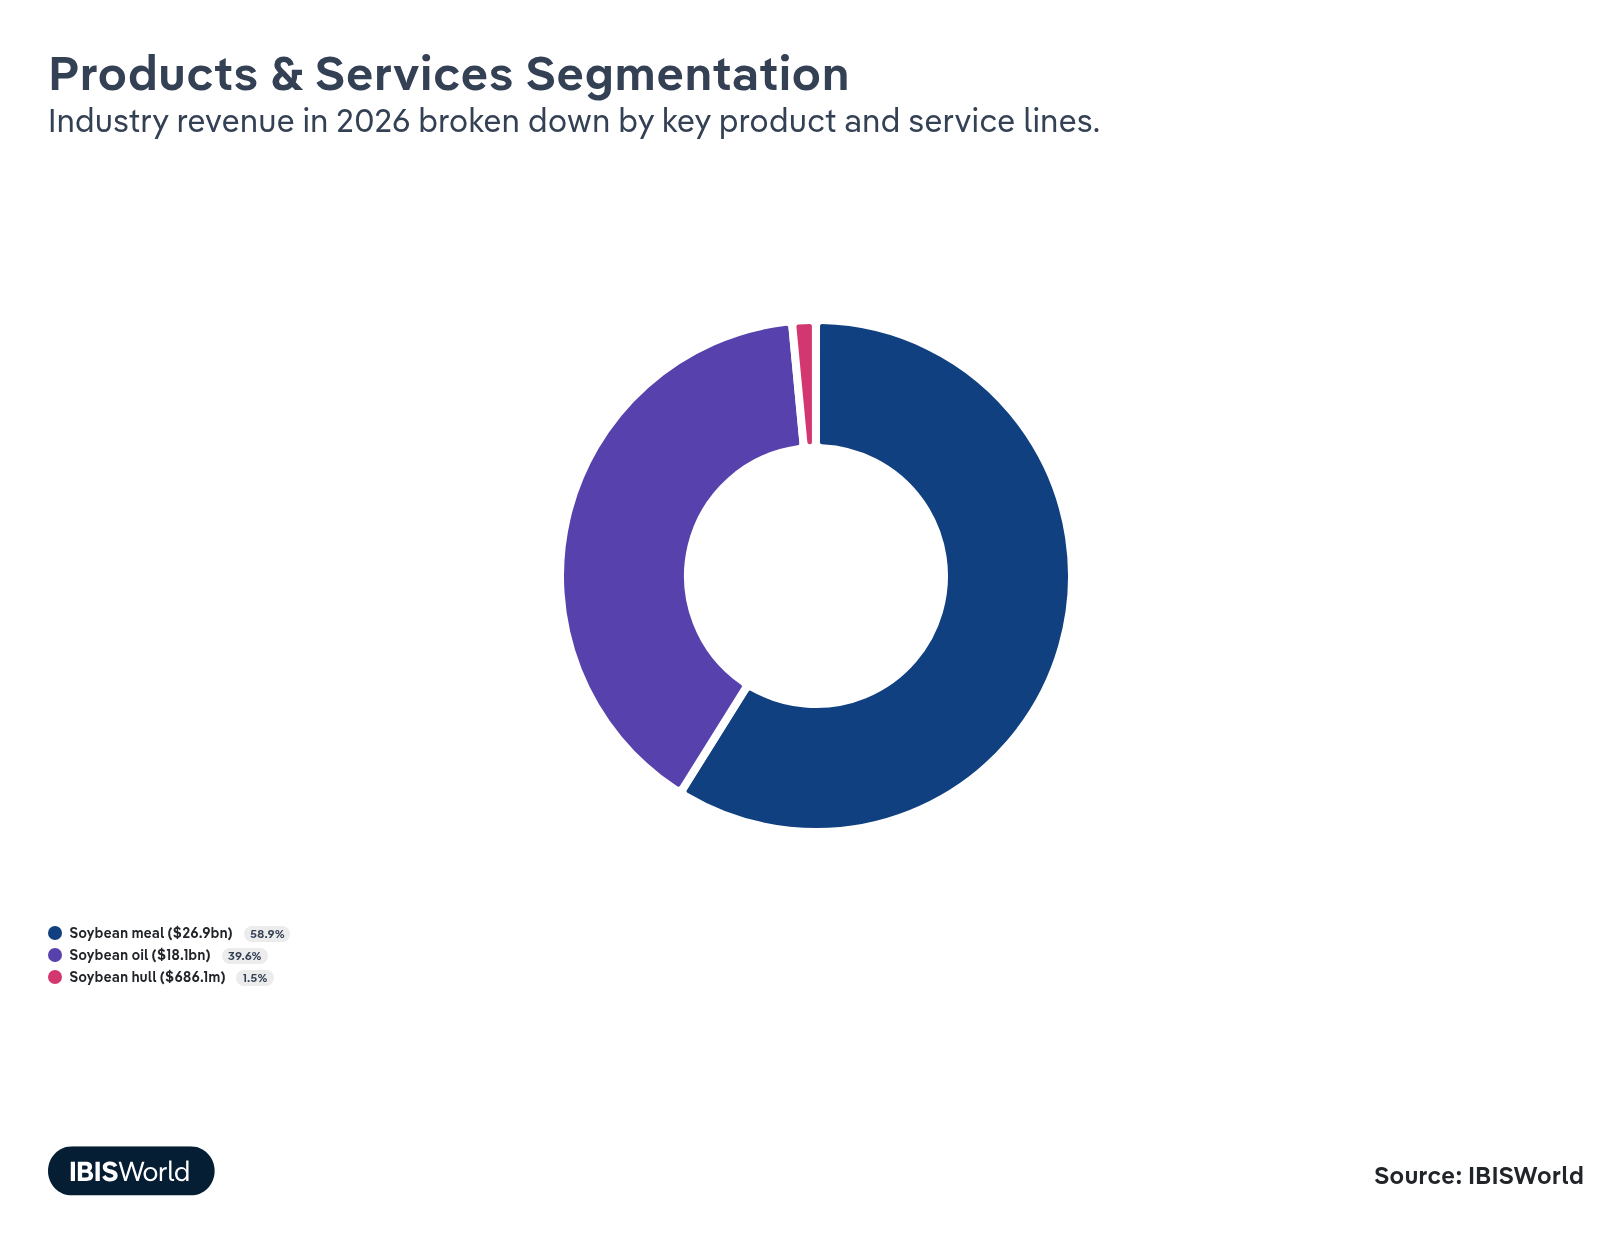 Products & Services Segmentation
Industry revenue in 2026 broken down by key product and service lines.
Soybean meal ($26.9bn) 58.9%
Soybean oil ($18.1bn) 39.6%
Soybean hull ($686.1m) 1.5%
IBISWorld
Source: IBISWorld